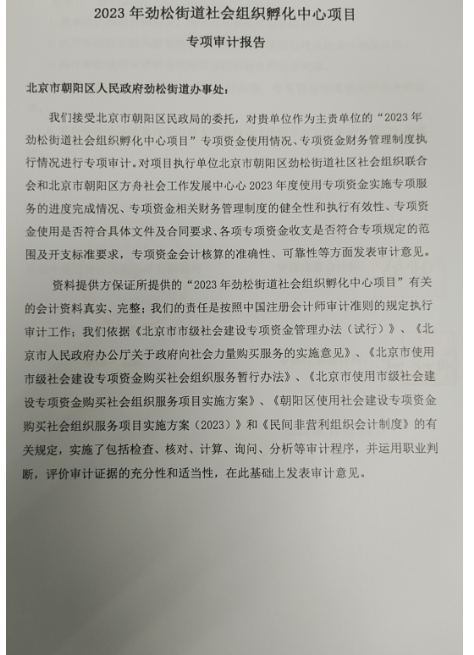 2023 年劲松街道社会组织孵化中心项目
专项审计报告
北京市朝阳区人民政府劲松街道办事处：
我们接受北京市朝阳区民政局的委托，对贵单位作为主责单位的“2023 年
劲松街道社会组织孵化中心项目”专项资金使用情况、专项资金财务管理制度执
行情况进行专项审计。对项目执行单位北京市朝阳区劲松街道社区社会组织联合
会和北京市朝阳区方舟社会工作发展中心心 2023 年度使用专项资金实施专项服
务的进度完成情况、专项资金相关财务管理制度的健全性和执行有效性、专项资
金使用是否符合具体文件及合同要求、各项专项资金收支是否符合专项规定的范
围及开支标准要求，专项资金会计核算的准确性、可靠性等方面发表审计意见。
资料提供方保证所提供的“2023 年劲松街道社会组织孵化中心项目”有关
的会计资料真实、完整；我们的责任是按照中国注册会计师审计准则的规定执行
审计工作；我们依据《北京市市级社会建设专项资金管理办法（试行）》、《北
京市人民政府办公厅关于政府向社会力量购买服务的实施意见》、《北京市使用
市级社会建设专项资金购买社会组织服务暂行办法》、《北京市使用市级社会建
设专项资金购买社会组织服务项目实施方案》、《朝阳区使用社会建设专项资金
购买社会组织服务项目实施方案（2023）》和《民间非营利组织会计制度》的有
关规定，实施了包括检查、核对、计算、询问、分析等审计程序，并运用职业判
断，评价审计证据的充分性和适当性，在此基础上发表审计意见。